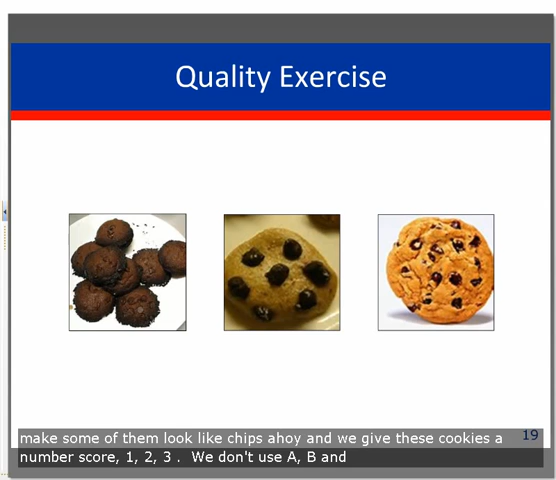 Quality Exercise
make some of them look like chips ahoy and we give these cookies a
number score, 1, 2, 3 .  We don't use A, B and
19